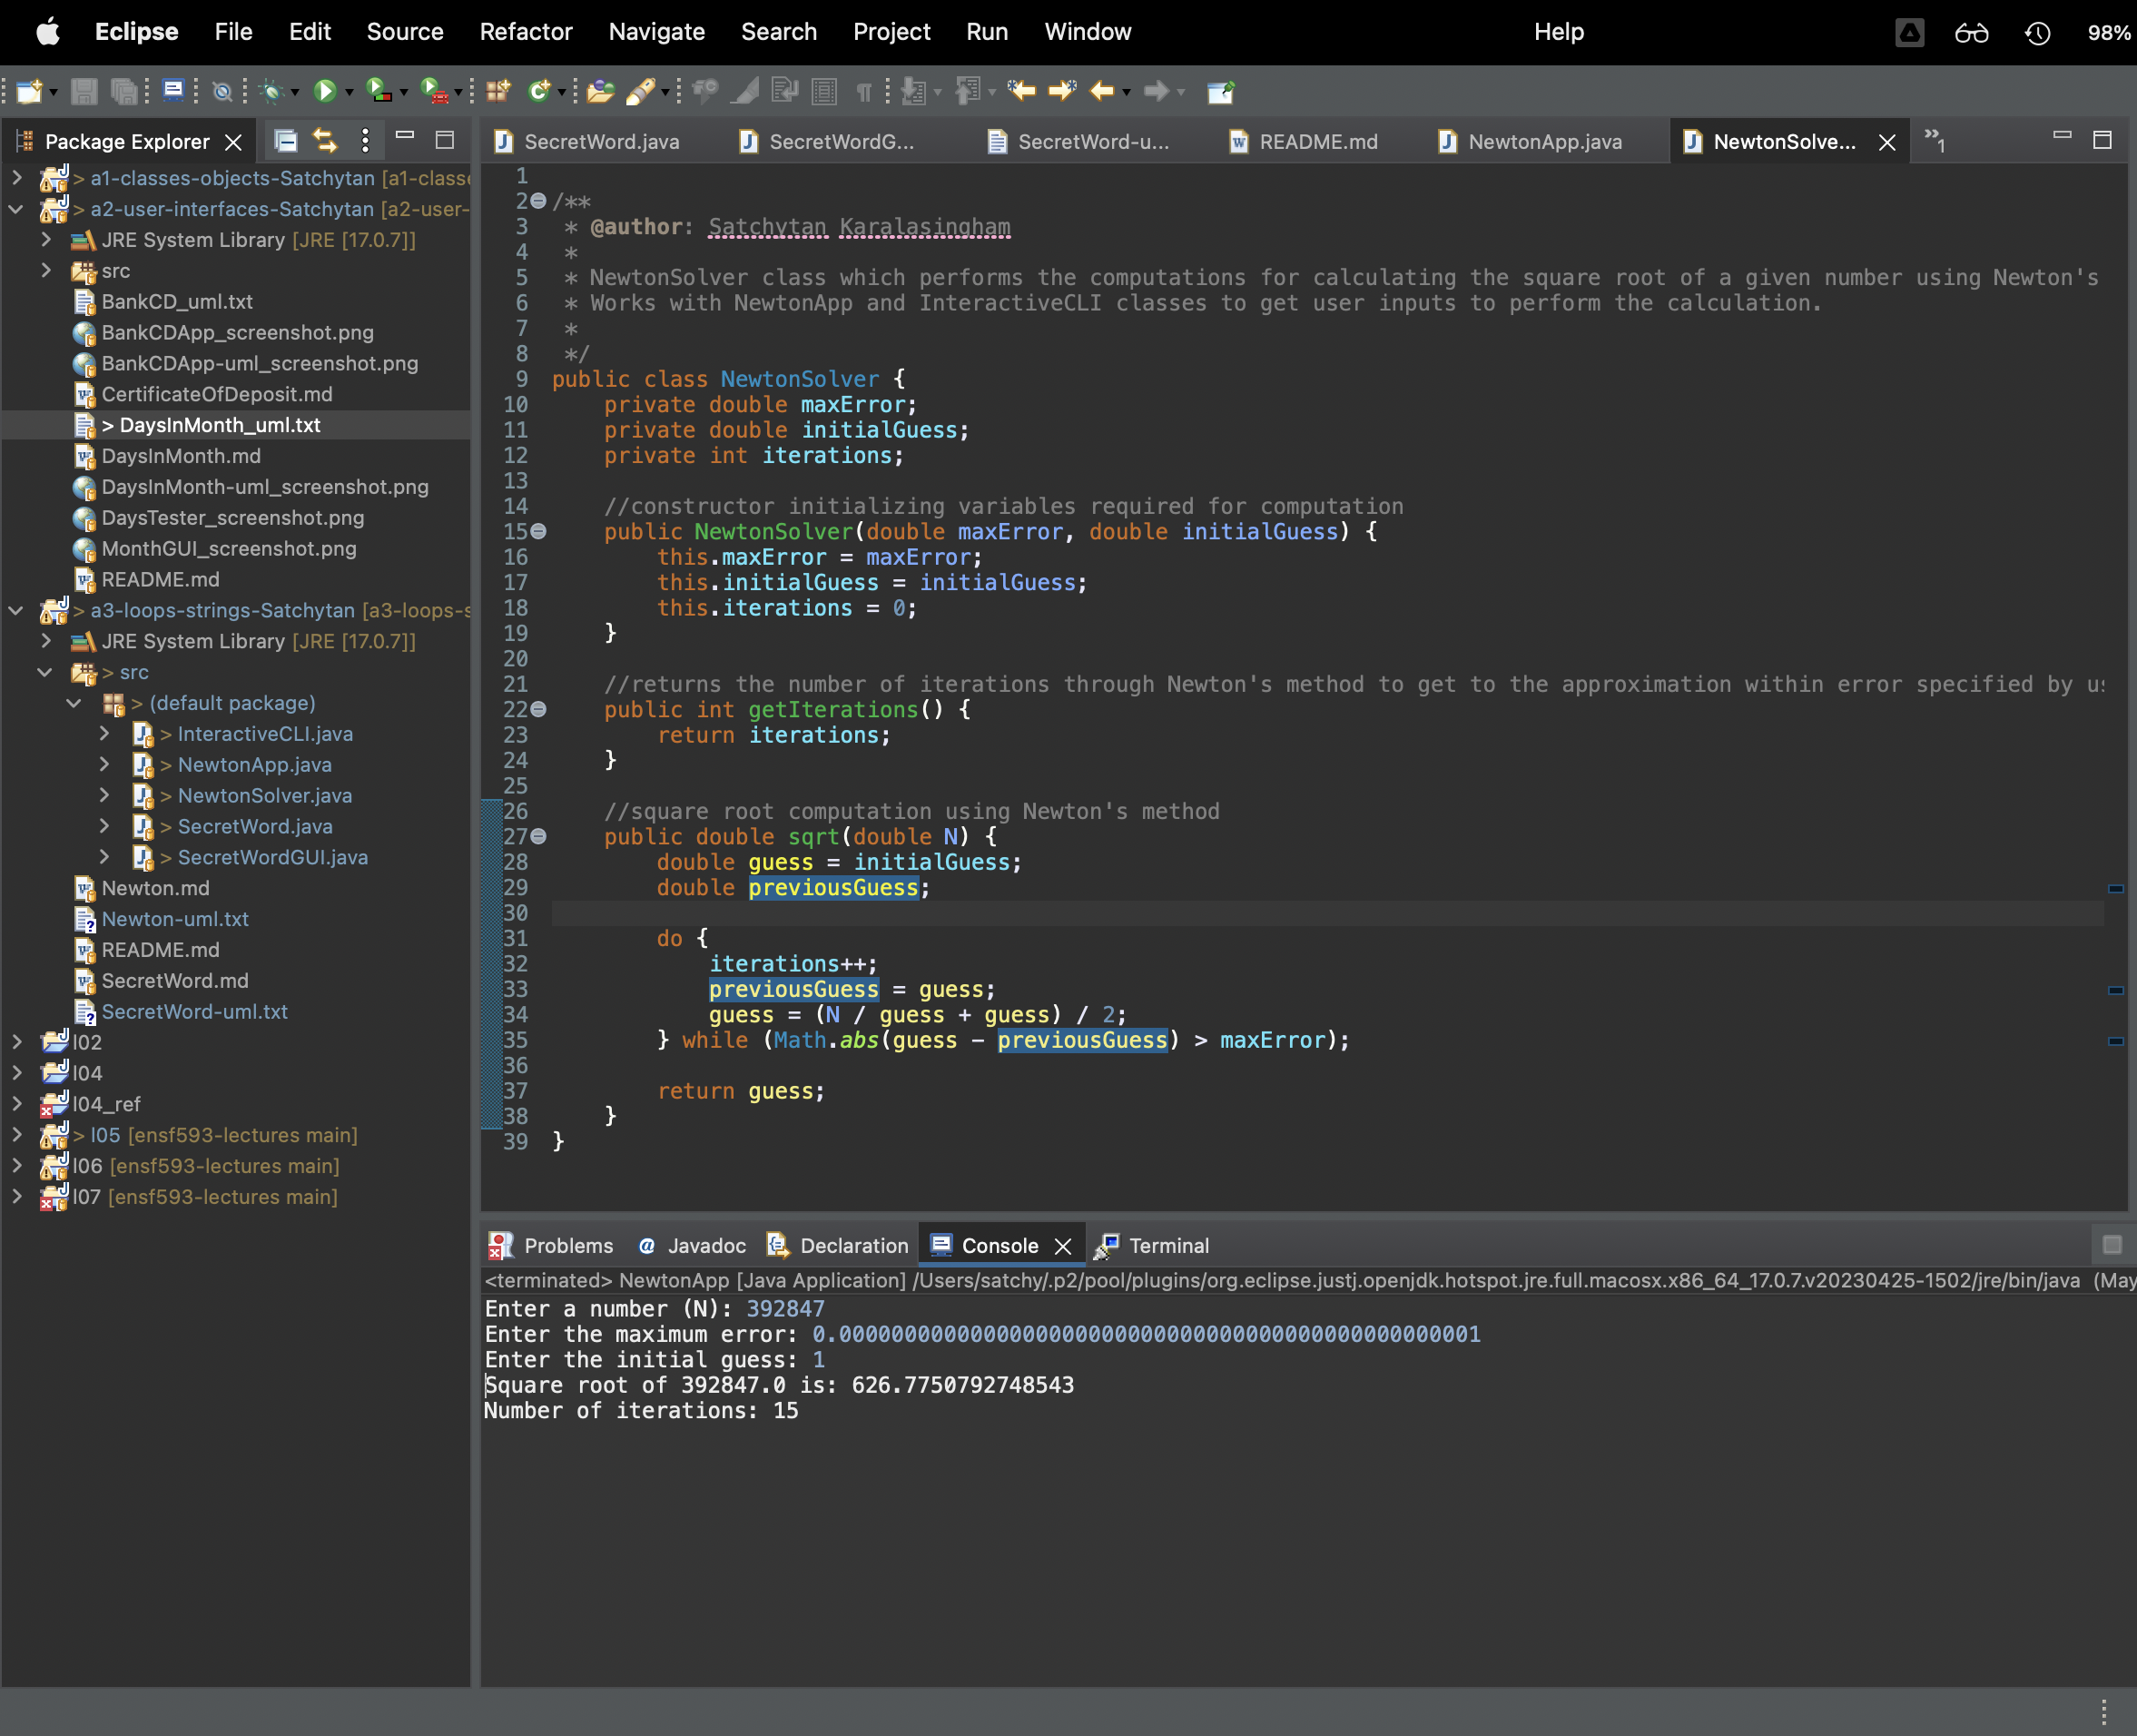 Eclipse File Edit Source Refactor Navigate Search Project Run Window Help 98%
Package Explorer
SecretWord.java SecretWordG... SecretWord-u... README.md NewtonApp.java NewtonSolve... »1
> a1-classes-objects-Satchytan [a1-classe
> a2-user-interfaces-Satchytan [a2-user-
JRE System Library [JRE [17.0.7]]
src
BankCD_uml.txt
BankCDApp_screenshot.png
BankCDApp-uml_screenshot.png
CertificateOfDeposit.md
> DaysInMonth_uml.txt
DaysInMonth.md
DaysInMonth-uml_screenshot.png
DaysTester_screenshot.png
MonthGUI_screenshot.png
README.md
> a3-loops-strings-Satchytan [a3-loops-s
JRE System Library [JRE [17.0.7]]
> src
> (default package)
> InteractiveCLI.java
> NewtonApp.java
> NewtonSolver.java
> SecretWord.java
> SecretWordGUI.java
Newton.md
Newton-uml.txt
README.md
SecretWord.md
SecretWord-uml.txt
l02
l04
l04_ref
> l05 [ensf593-lectures main]
l06 [ensf593-lectures main]
l07 [ensf593-lectures main]
1
2 /**
3 * @author: Satchytan Karalasingham
4 *
5 * NewtonSolver class which performs the computations for calculating the square root of a given number using Newton's
6 * Works with NewtonApp and InteractiveCLI classes to get user inputs to perform the calculation.
7 *
8 */
9 public class NewtonSolver {
10 private double maxError;
11 private double initialGuess;
12 private int iterations;
13
14 //constructor initializing variables required for computation
15 public NewtonSolver(double maxError, double initialGuess) {
16 this.maxError = maxError;
17 this.initialGuess = initialGuess;
18 this.iterations = 0;
19 }
20
21 //returns the number of iterations through Newton's method to get to the approximation within error specified by
22 public int getIterations() {
23 return iterations;
24 }
25
26 //square root computation using Newton's method
27 public double sqrt(double N) {
28 double guess = initialGuess;
29 double previousGuess;
30
31 do {
32 iterations++;
33 previousGuess = guess;
34 guess = (N / guess + guess) / 2;
35 } while (Math.abs(guess - previousGuess) > maxError);
36
37 return guess;
38 }
39 }
Problems @ Javadoc Declaration Console Terminal
<terminated> NewtonApp [Java Application] /Users/satchy/.p2/pool/plugins/org.eclipse.justj.openjdk.hotspot.jre.full.macosx.x86_64_17.0.7.v20230425-1502/jre/bin/java (May
Enter a number (N): 392847
Enter the maximum error: 0.0000000000000000000000000000000000000000000000001
Enter the initial guess: 1
Square root of 392847.0 is: 626.7750792748543
Number of iterations: 15